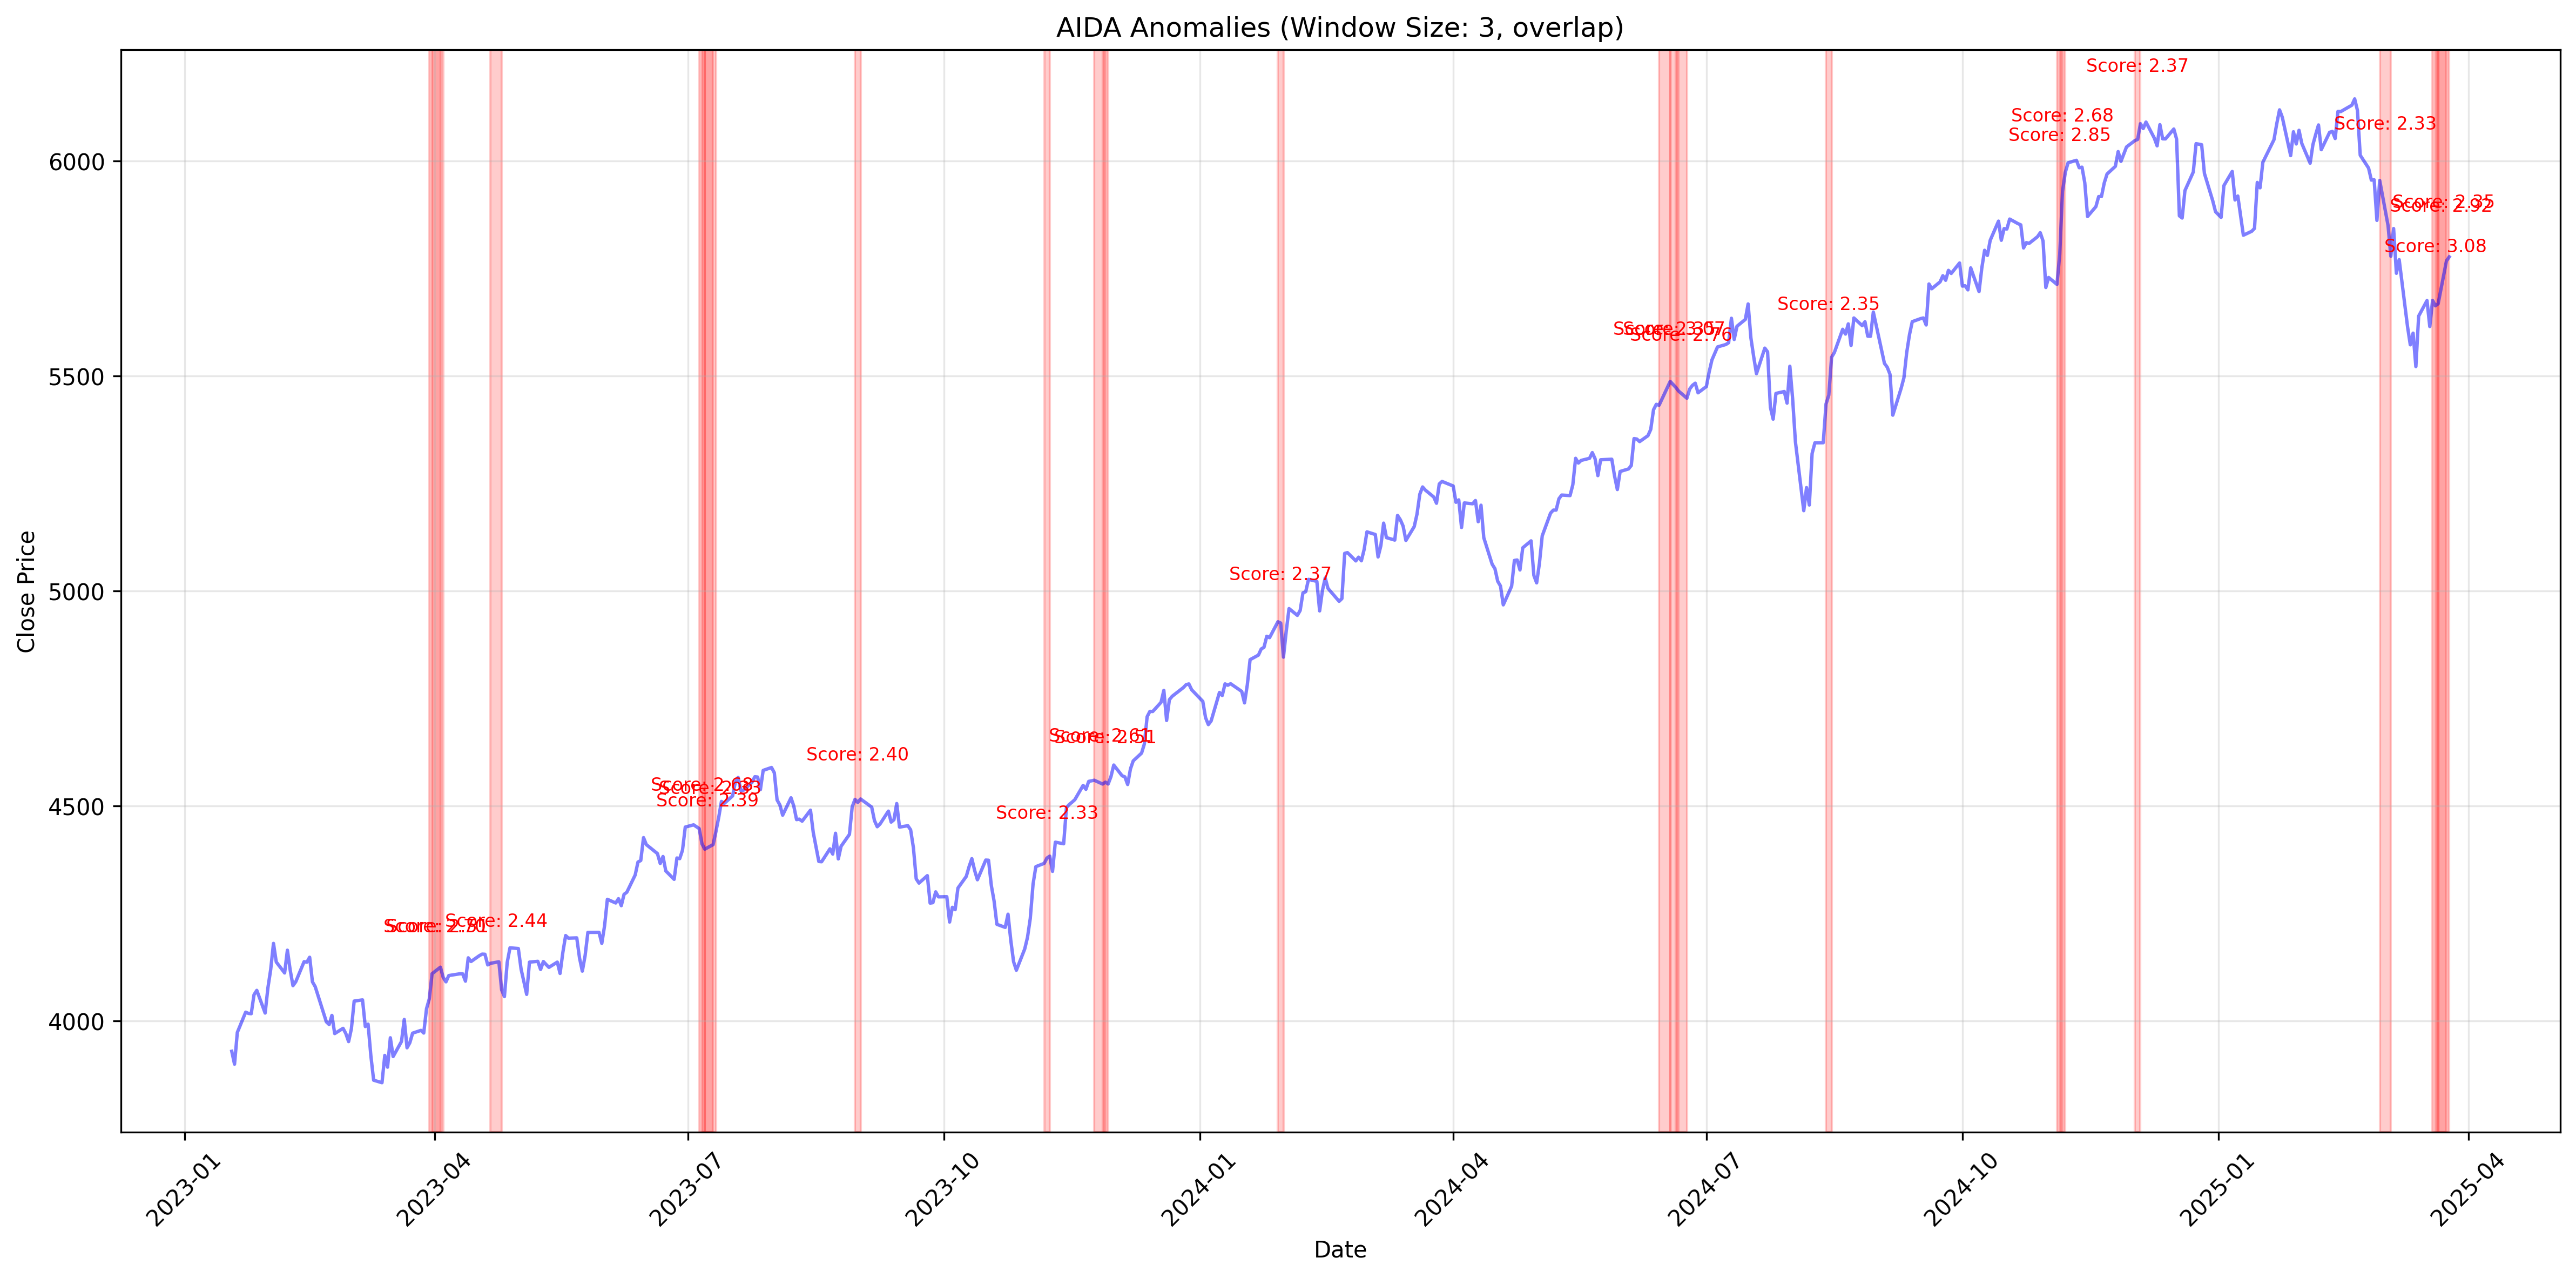 AIDA Anomalies (Window Size: 3, overlap)
Close Price
6000
5500
5000
4500
4000
Score: 2.44
Score: 2.39
Score: 2.40
Score: 2.33
Score: 2.51
Score: 2.37
Score: 2.76
Score: 2.35
Score: 2.68
Score: 2.85
Score: 2.37
Score: 2.33
Score: 2.35
Score: 2.92
Score: 3.08
2023-01
2023-04
2023-07
2023-10
2024-01
2024-04
2024-07
2024-10
2025-01
2025-04
Date